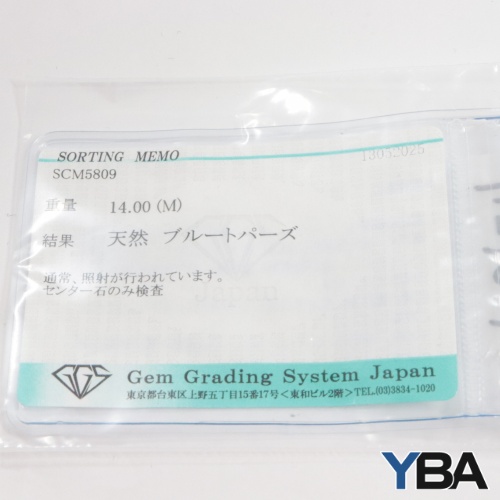 SORTING MEMO 13052025
SCM5809
重量 14.00 (M)
結果 天然 ブルートパーズ
通常、照射が行われています。
センター石のみ検査
GGS Gem Grading System Japan
東京都台東区上野五丁目15番17号<東和ビル2階>TEL.(03)3834-1020
YBA